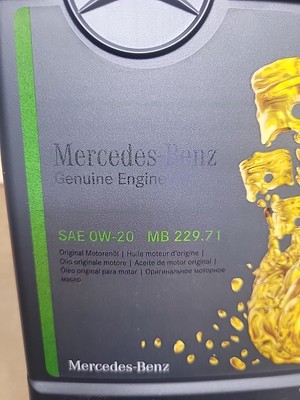 Mercedes-Benz
Genuine Engine
SAE 0W-20 MB 229.71
Original Motorenöl | Huile moteur d'origine |
Olio originale motore | Aceite de motor original |
Óleo original para motor | Оригинальное моторное
масло
Mercedes-Benz